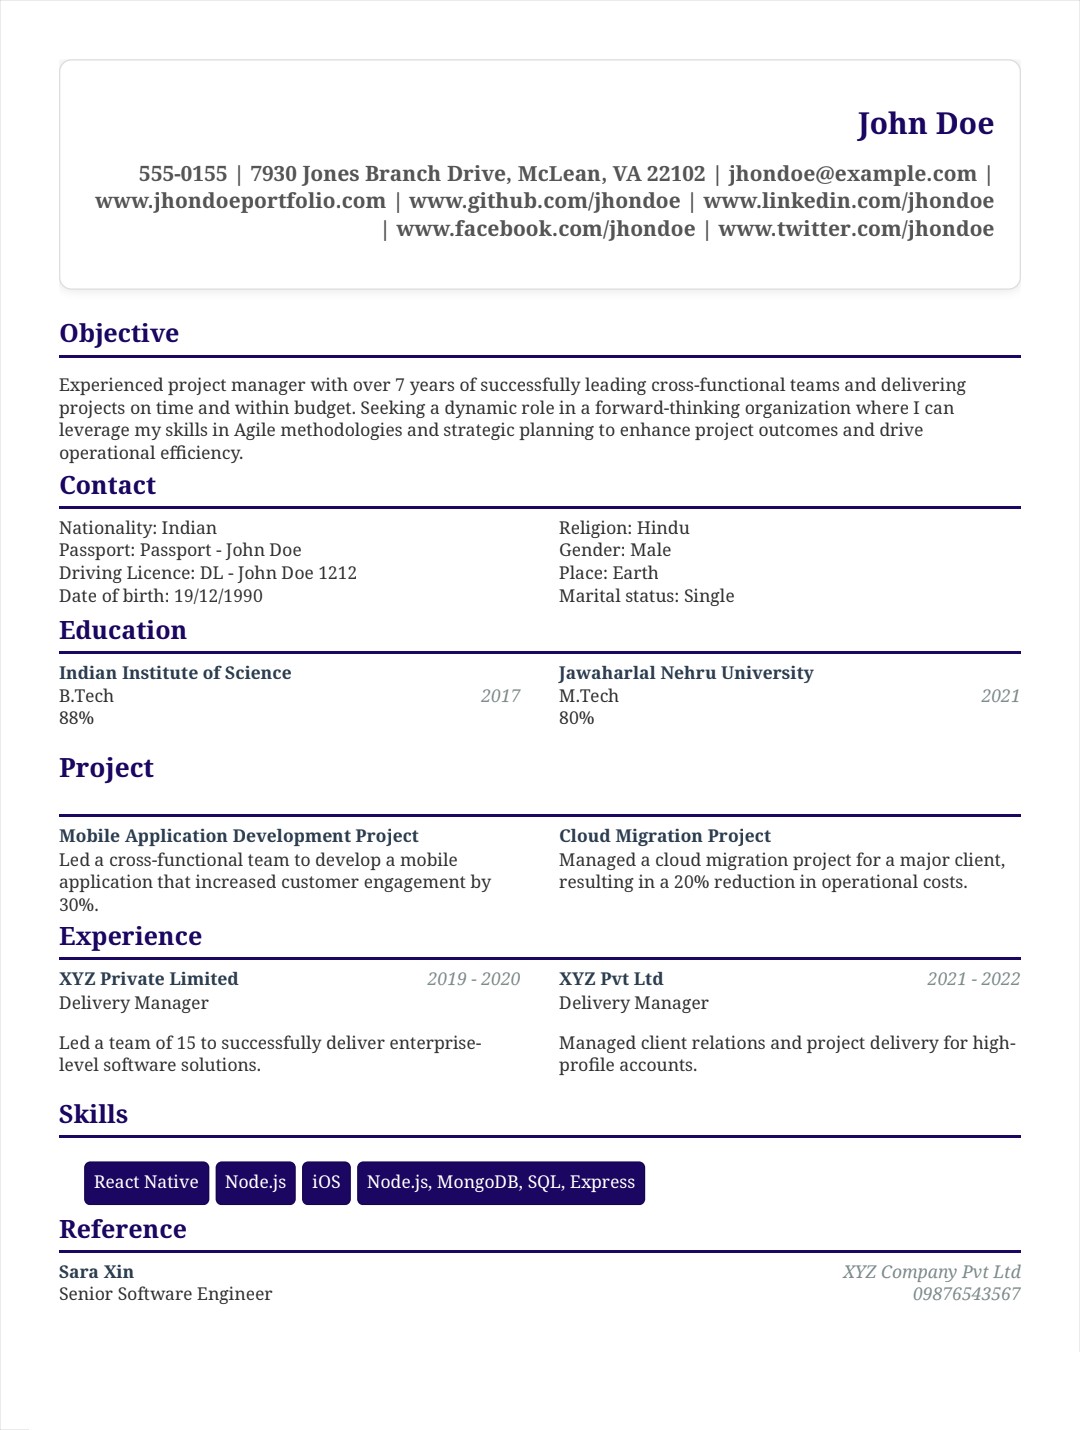 John Doe
555-0155 | 7930 Jones Branch Drive, McLean, VA 22102 | jhondoe@example.com |
www.jhondoeportfolio.com | www.github.com/jhondoe | www.linkedin.com/jhondoe
| www.facebook.com/jhondoe | www.twitter.com/jhondoe
Objective
Experienced project manager with over 7 years of successfully leading cross-functional teams and delivering
projects on time and within budget. Seeking a dynamic role in a forward-thinking organization where I can
leverage my skills in Agile methodologies and strategic planning to enhance project outcomes and drive
operational efficiency.
Contact
Nationality: Indian
Passport: Passport - John Doe
Driving Licence: DL - John Doe 1212
Date of birth: 19/12/1990
Religion: Hindu
Gender: Male
Place: Earth
Marital status: Single
Education
Indian Institute of Science
B.Tech 2017
88%
Jawaharlal Nehru University
M.Tech 2021
80%
Project
Mobile Application Development Project
Led a cross-functional team to develop a mobile
application that increased customer engagement by
30%.
Cloud Migration Project
Managed a cloud migration project for a major client,
resulting in a 20% reduction in operational costs.
Experience
XYZ Private Limited 2019 - 2020
Delivery Manager
Led a team of 15 to successfully deliver enterprise-
level software solutions.
XYZ Pvt Ltd 2021 - 2022
Delivery Manager
Managed client relations and project delivery for high-
profile accounts.
Skills
React Native Node.js iOS Node.js, MongoDB, SQL, Express
Reference
Sara Xin XYZ Company Pvt Ltd
Senior Software Engineer 09876543567